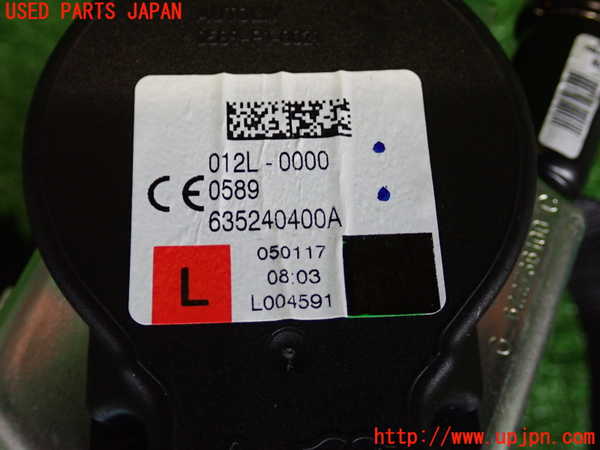 USED PARTS JAPAN
012L-0000
CE 0589
635240400A
050117
08:03
L
L004591
http://www.upjpn.com